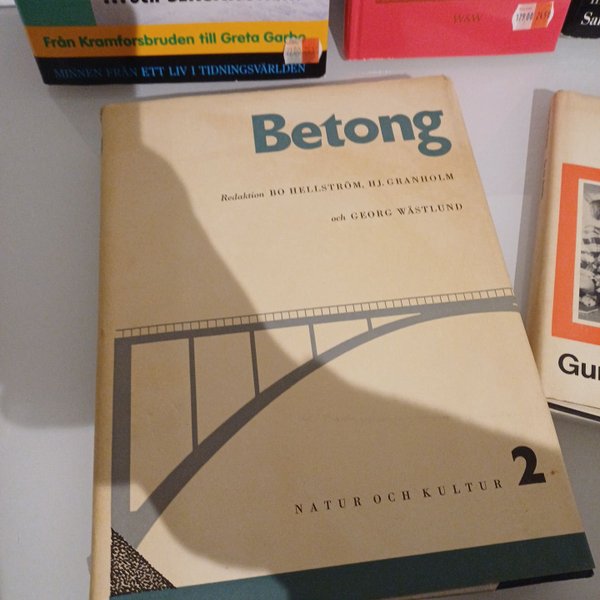 Från Kramforsbruden till Greta Garbo
MINNEN FRÅN ETT LIV I TIDNINGSVÄRLDEN
W&W
Betong
Redaktion BO HELLSTRÖM, HJ. GRANHOLM
och GEORG WÄSTLUND
NATUR OCH KULTUR 2